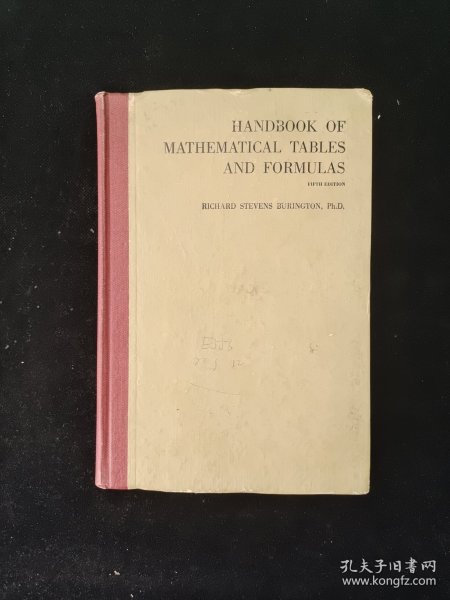 HANDBOOK OF
MATHEMATICAL TABLES
AND FORMULAS
FIFTH EDITION
RICHARD STEVENS BURINGTON, Ph.D.
孔夫子旧书网
www.kongfz.com